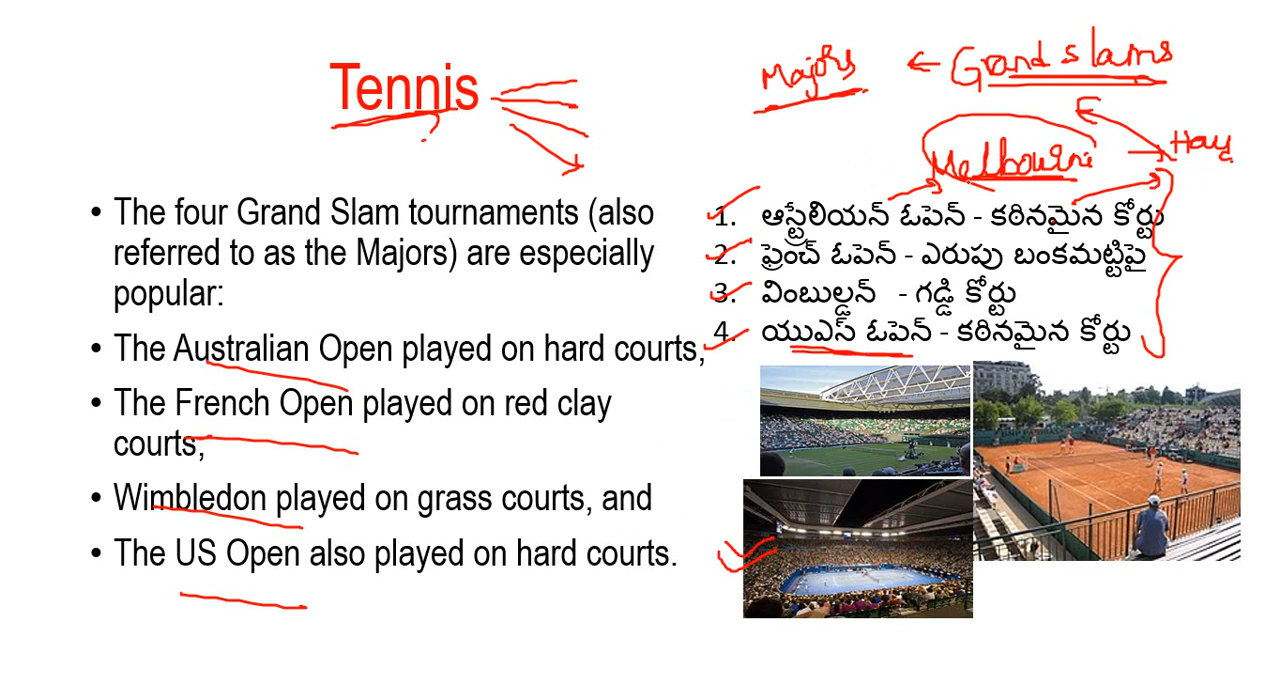 Tennis
Majors ← Grand slams
Melbourne
• The four Grand Slam tournaments (also
referred to as the Majors) are especially
popular:
• The Australian Open played on hard courts,
• The French Open played on red clay
courts,
• Wimbledon played on grass courts, and
• The US Open also played on hard courts.
1. ఆస్ట్రేలియన్ ఓపెన్ - కఠినమైన కోర్టు
2. ఫ్రెంచ్ ఓపెన్ - ఎరుపు బంకమట్టిపై
3. వింబుల్డన్ - గడ్డి కోర్టు
4. యుఎస్ ఓపెన్ - కఠినమైన కోర్టు